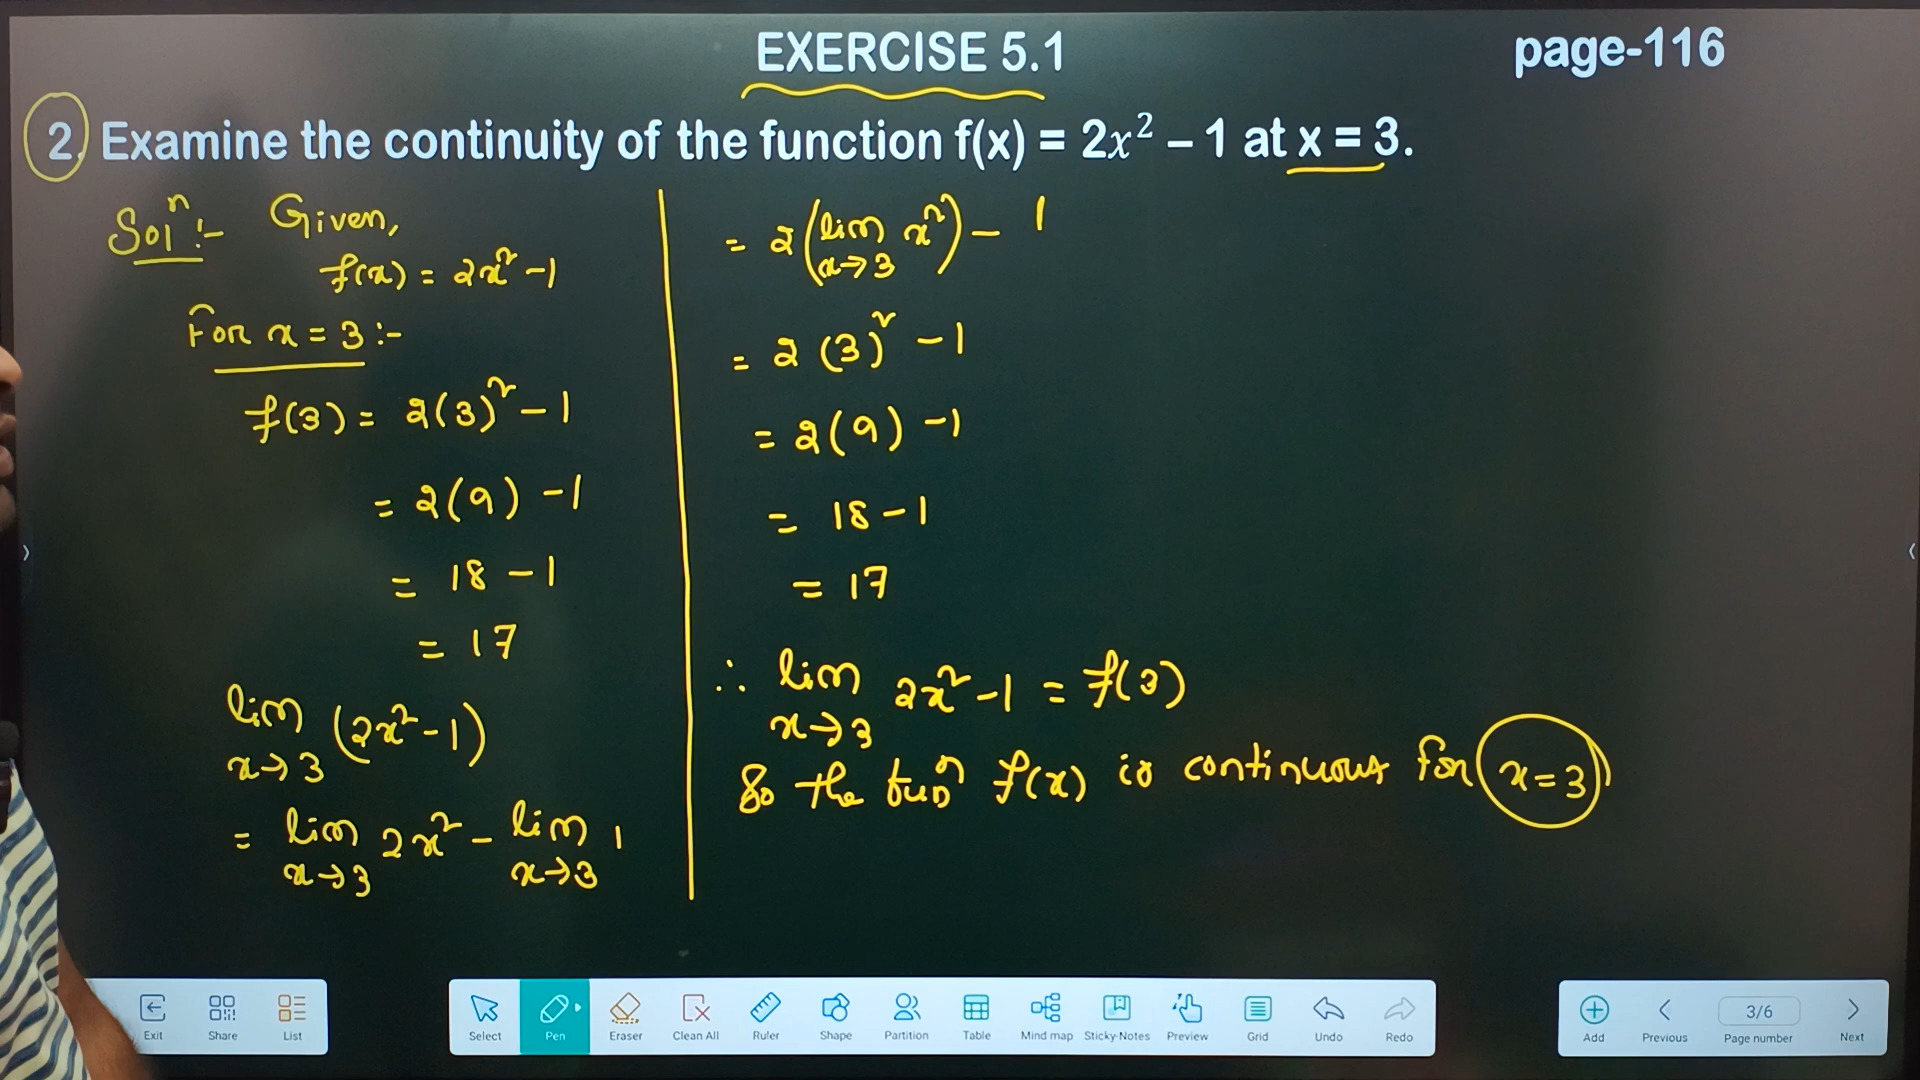 EXERCISE 5.1
page-116
2. Examine the continuity of the function f(x) = 2x² – 1 at x = 3.
Solⁿ:- Given,
f(x) = 2x² - 1
For x = 3 :-
f(3) = 2(3)² - 1
= 2(9) - 1
= 18 - 1
= 17
lim (2x² - 1)
x→3
= lim 2x² - lim 1
x→3 x→3
= 2(lim x²) - 1
x→3
= 2(3)² - 1
= 2(9) - 1
= 18 - 1
= 17
∴ lim 2x² - 1 = f(3)
x→3
So the funⁿ f(x) is continuous for x = 3
Exit Share List
Select Pen Eraser Clean All Ruler Shape Partition Table Mind map Sticky-Notes Preview Grid Undo Redo
Add Previous 3/6 Page number Next